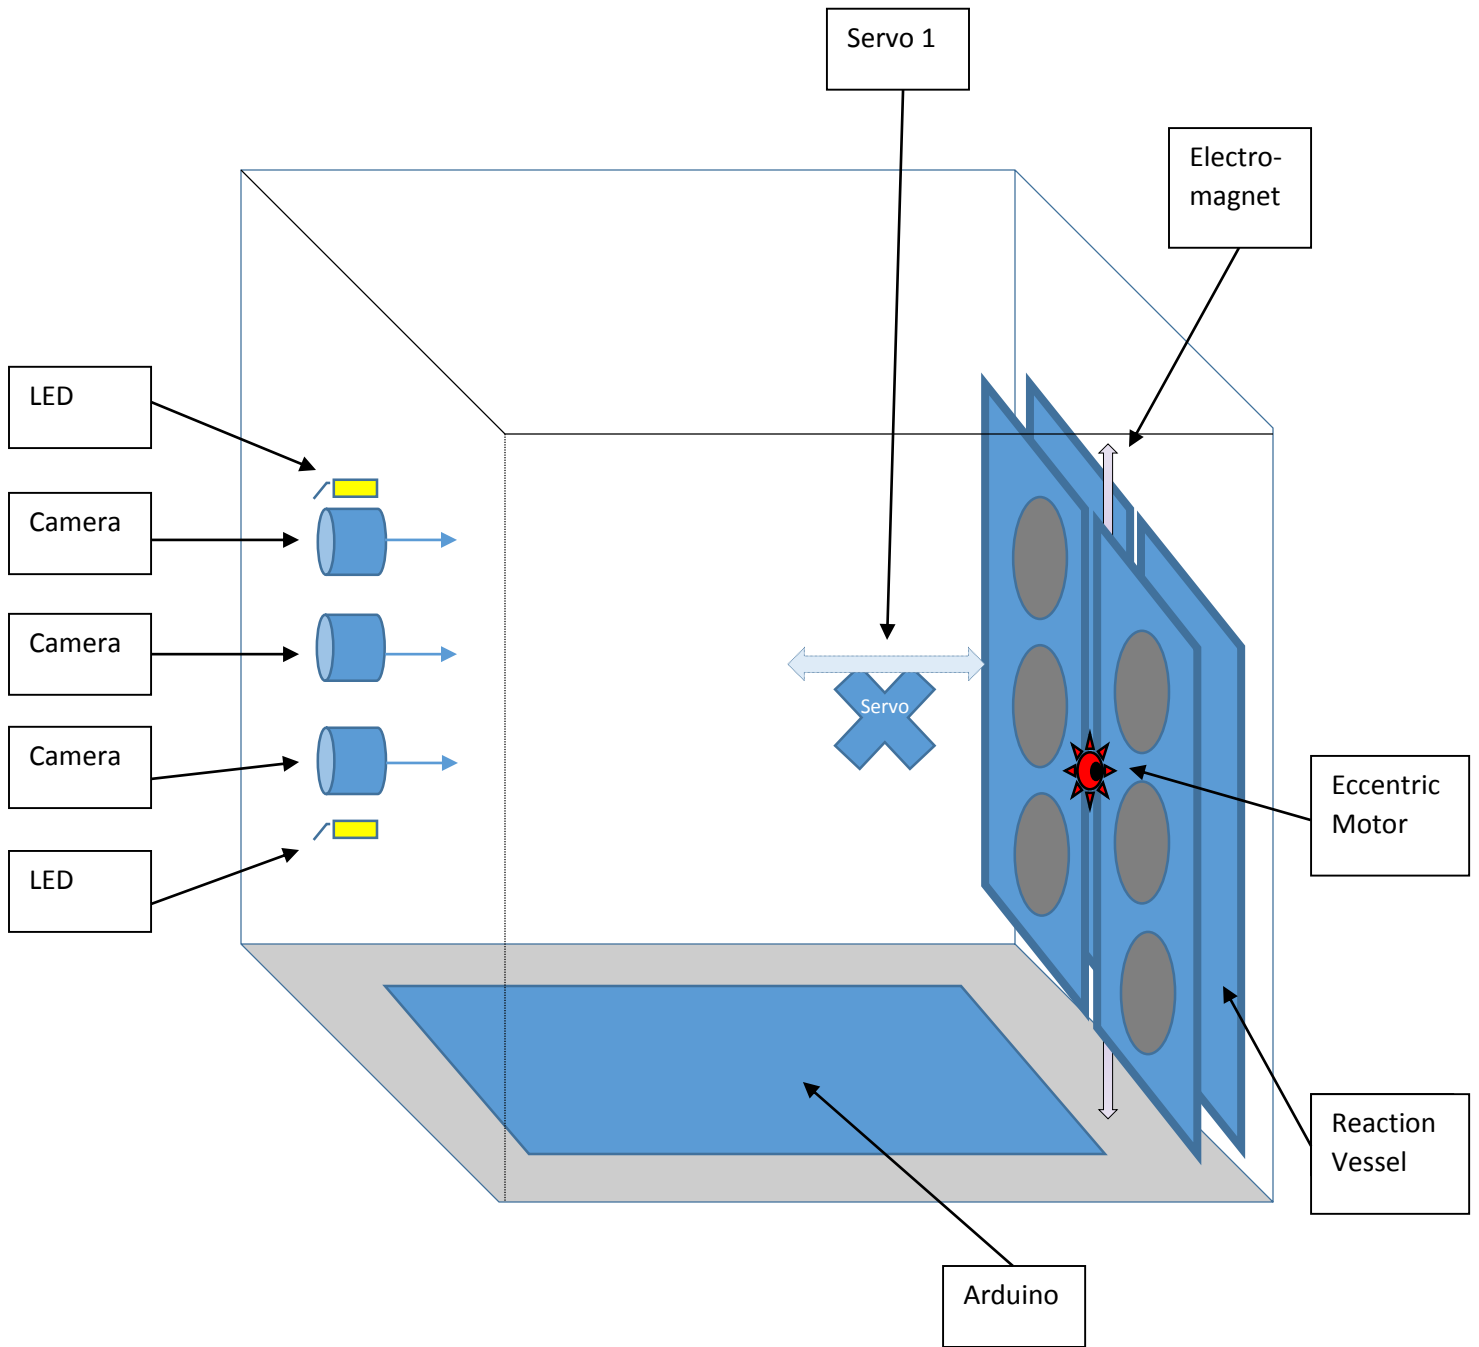 Servo 1
Electro-
magnet
LED
Camera
Camera
Servo
Camera
Eccentric
Motor
LED
Reaction
Vessel
Arduino